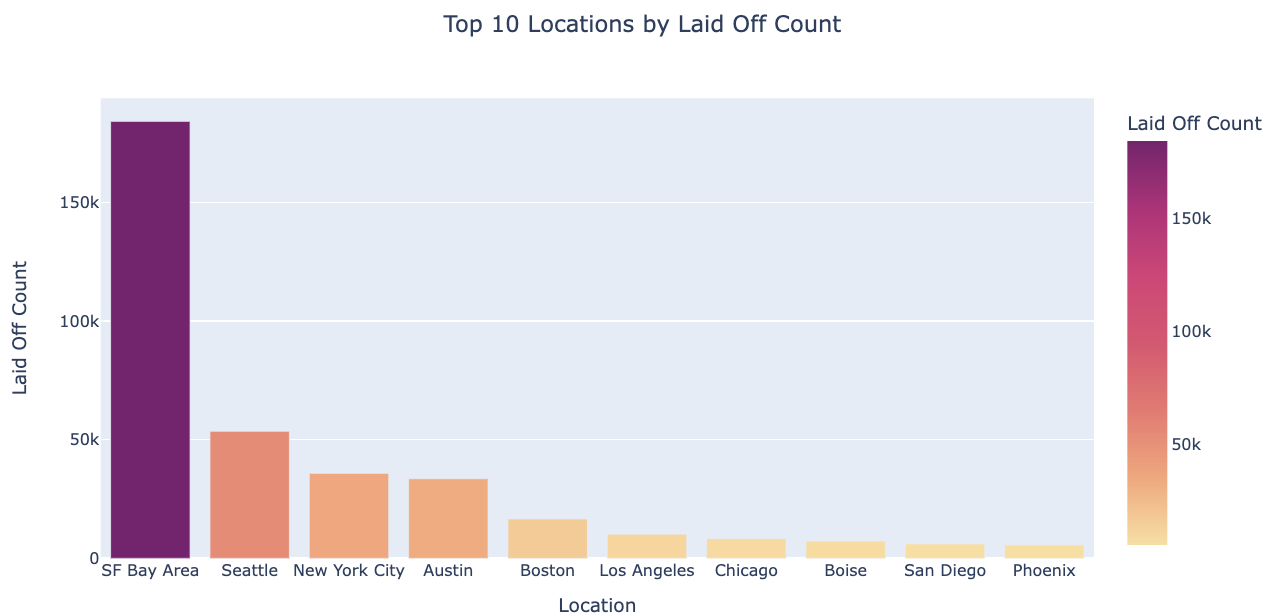 Top 10 Locations by Laid Off Count
Laid Off Count
150k
100k
50k
0
SF Bay Area Seattle New York City Austin Boston Los Angeles Chicago Boise San Diego Phoenix
Location
Laid Off Count
150k
100k
50k